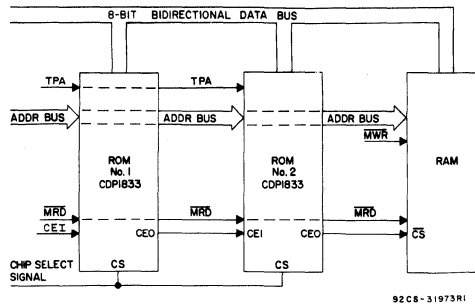 8-BIT BIDIRECTIONAL DATA BUS
TPA
TPA
ADDR BUS
ADDR BUS
ADDR BUS
MWR
ROM
No. 1
CDP1833
ROM
No. 2
CDP1833
RAM
MRD
MRD
MRD
CEI
CEO
CEI
CEO
CS
CS
CS
CHIP SELECT
SIGNAL
92CS-31973R1